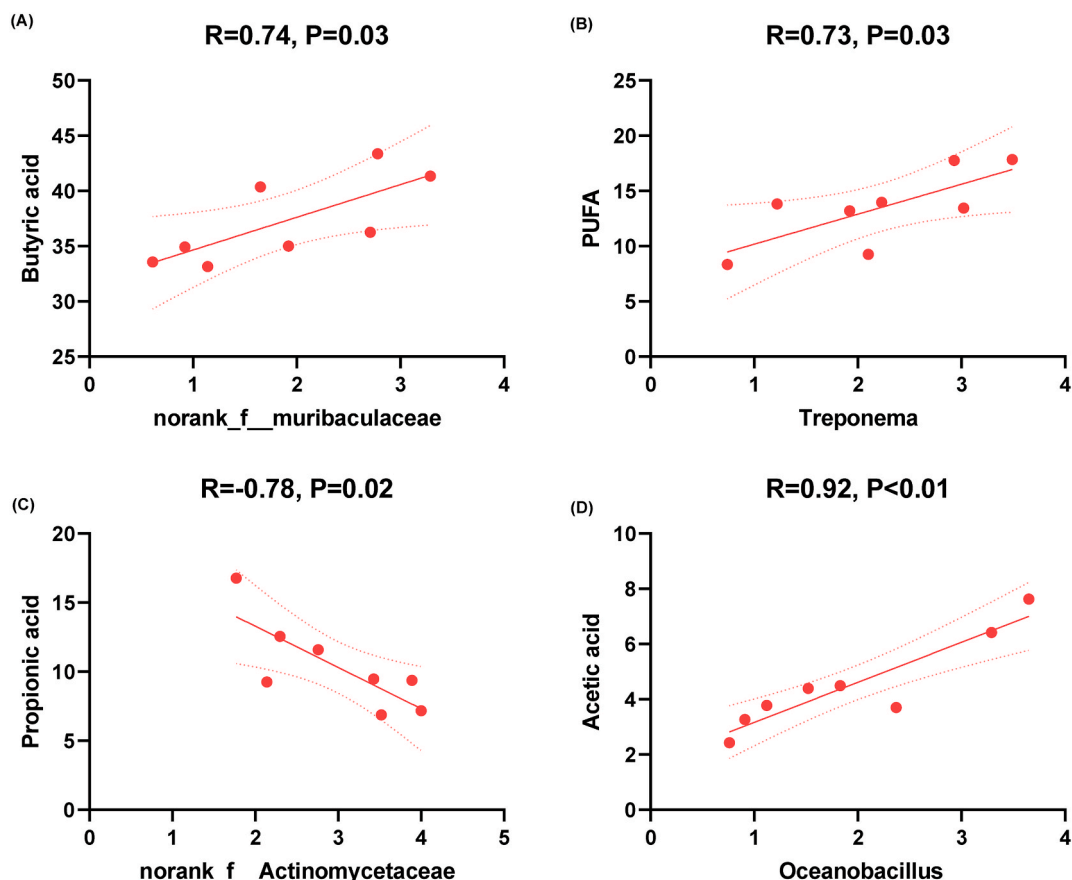 (A)
R=0.74, P=0.03
50
45
40
35
30
25
Butyric acid
0 1 2 3 4
norank_f__muribaculaceae
(B)
R=0.73, P=0.03
25
20
15
10
5
0
PUFA
0 1 2 3 4
Treponema
(C)
R=-0.78, P=0.02
20
15
10
5
0
Propionic acid
0 1 2 3 4 5
norank_f__Actinomycetaceae
(D)
R=0.92, P<0.01
10
8
6
4
2
0
Acetic acid
0 1 2 3 4
Oceanobacillus